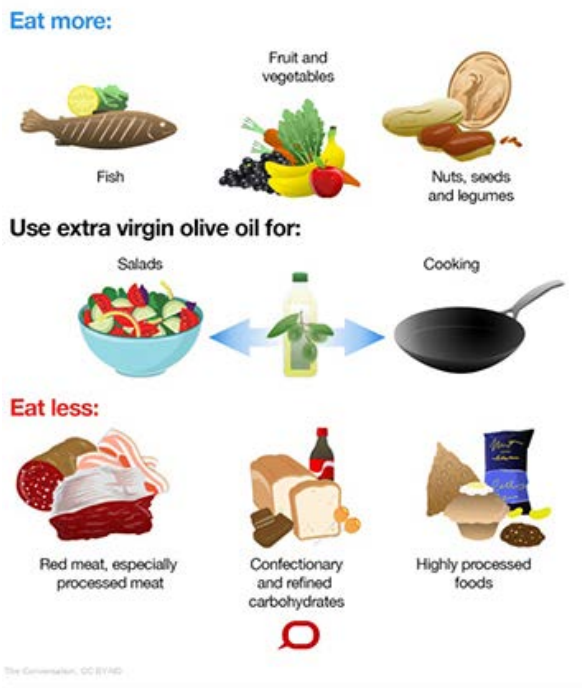 Eat more:
Fruit and
vegetables
Fish
Nuts, seeds
and legumes
Use extra virgin olive oil for:
Salads
Cooking
Eat less:
Red meat, especially
processed meat
Confectionary
and refined
carbohydrates
Highly processed
foods
The Conversation, CC BY-ND